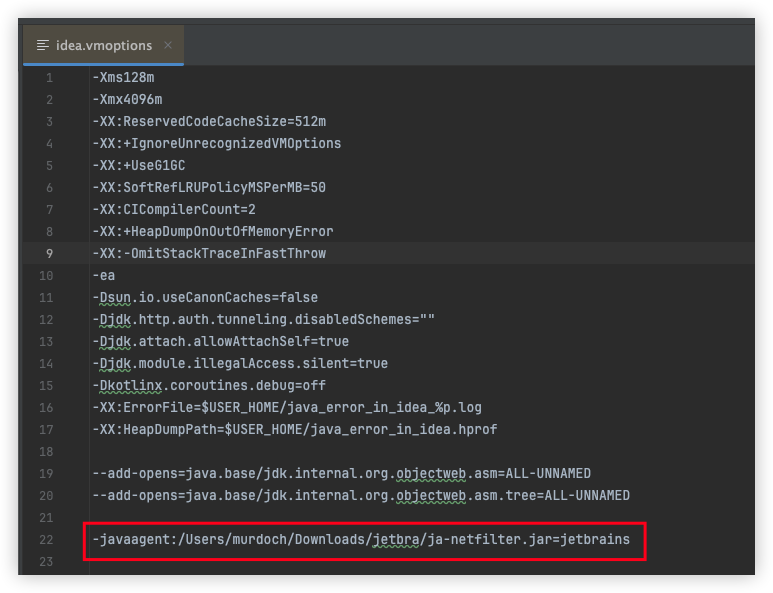 idea.vmoptions
1 -Xms128m
2 -Xmx4096m
3 -XX:ReservedCodeCacheSize=512m
4 -XX:+IgnoreUnrecognizedVMOptions
5 -XX:+UseG1GC
6 -XX:SoftRefLRUPolicyMSPerMB=50
7 -XX:CICompilerCount=2
8 -XX:+HeapDumpOnOutOfMemoryError
9 -XX:-OmitStackTraceInFastThrow
10 -ea
11 -Dsun.io.useCanonCaches=false
12 -Djdk.http.auth.tunneling.disabledSchemes=""
13 -Djdk.attach.allowAttachSelf=true
14 -Djdk.module.illegalAccess.silent=true
15 -Dkotlinx.coroutines.debug=off
16 -XX:ErrorFile=$USER_HOME/java_error_in_idea_%p.log
17 -XX:HeapDumpPath=$USER_HOME/java_error_in_idea.hprof
18
19 --add-opens=java.base/jdk.internal.org.objectweb.asm=ALL-UNNAMED
20 --add-opens=java.base/jdk.internal.org.objectweb.asm.tree=ALL-UNNAMED
21
22 -javaagent:/Users/murdoch/Downloads/jetbra/ja-netfilter.jar=jetbrains
23